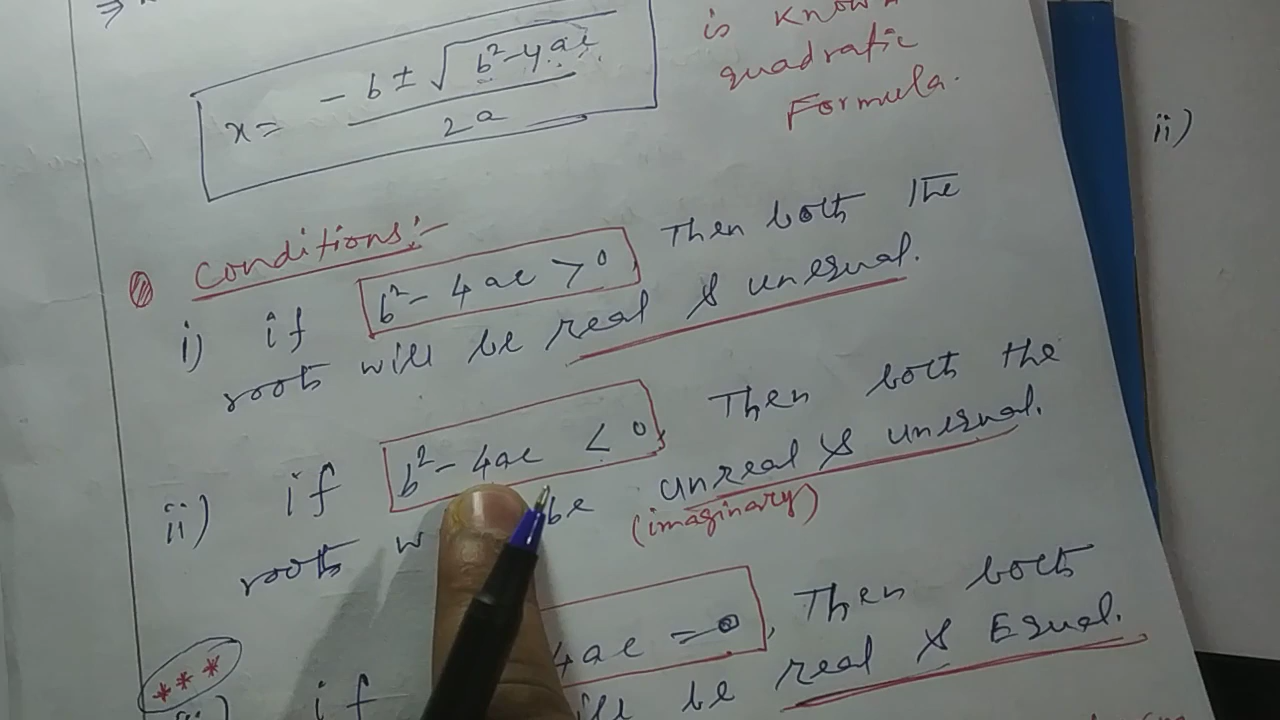 x = -b ± √b²-4ac / 2a
is known
quadratic
Formula.
ii)
Conditions:-
i) if b² - 4ac > 0, Then both the
roots will be real & unequal.
ii) if b² - 4ac < 0, Then both the
roots be unreal & unequal.
(imaginary)
***
if 4ac = 0, Then both
be real & Equal.